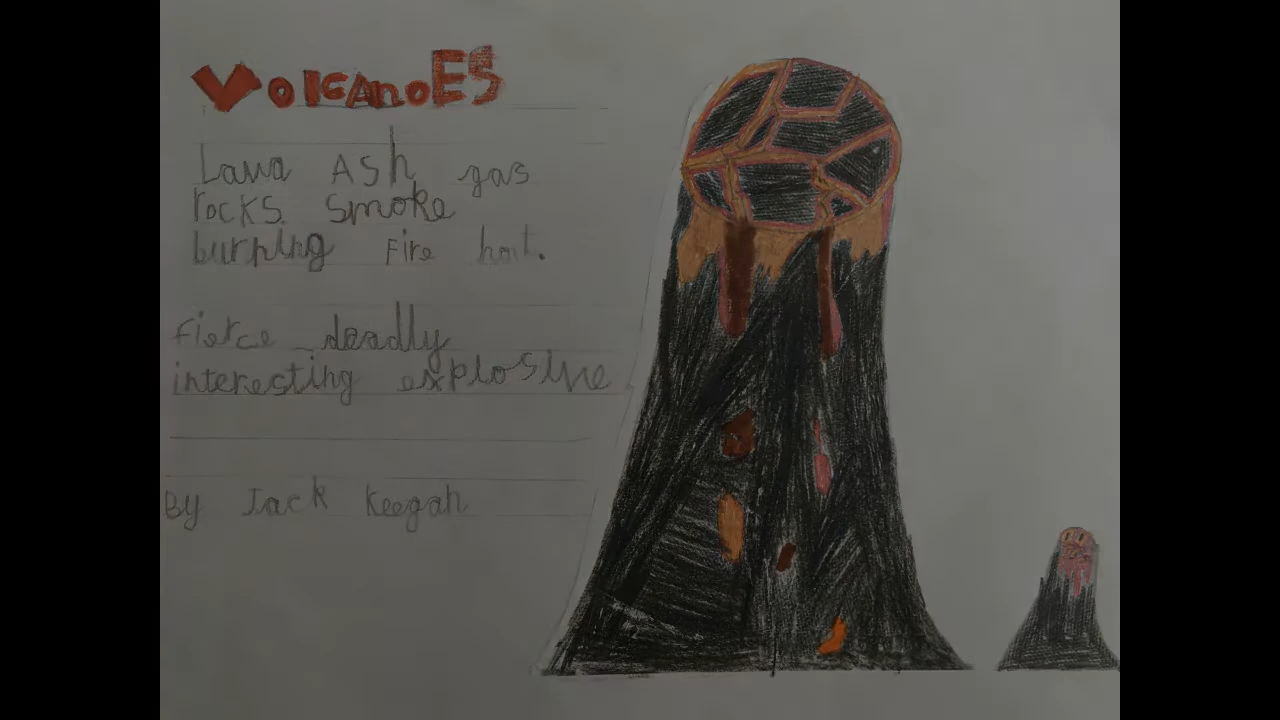 VOlcanoES
Lava ASh gas
rocks. smoke
burning Fire hot.
Fierce deadly
interesting explosive
By Jack Keegan